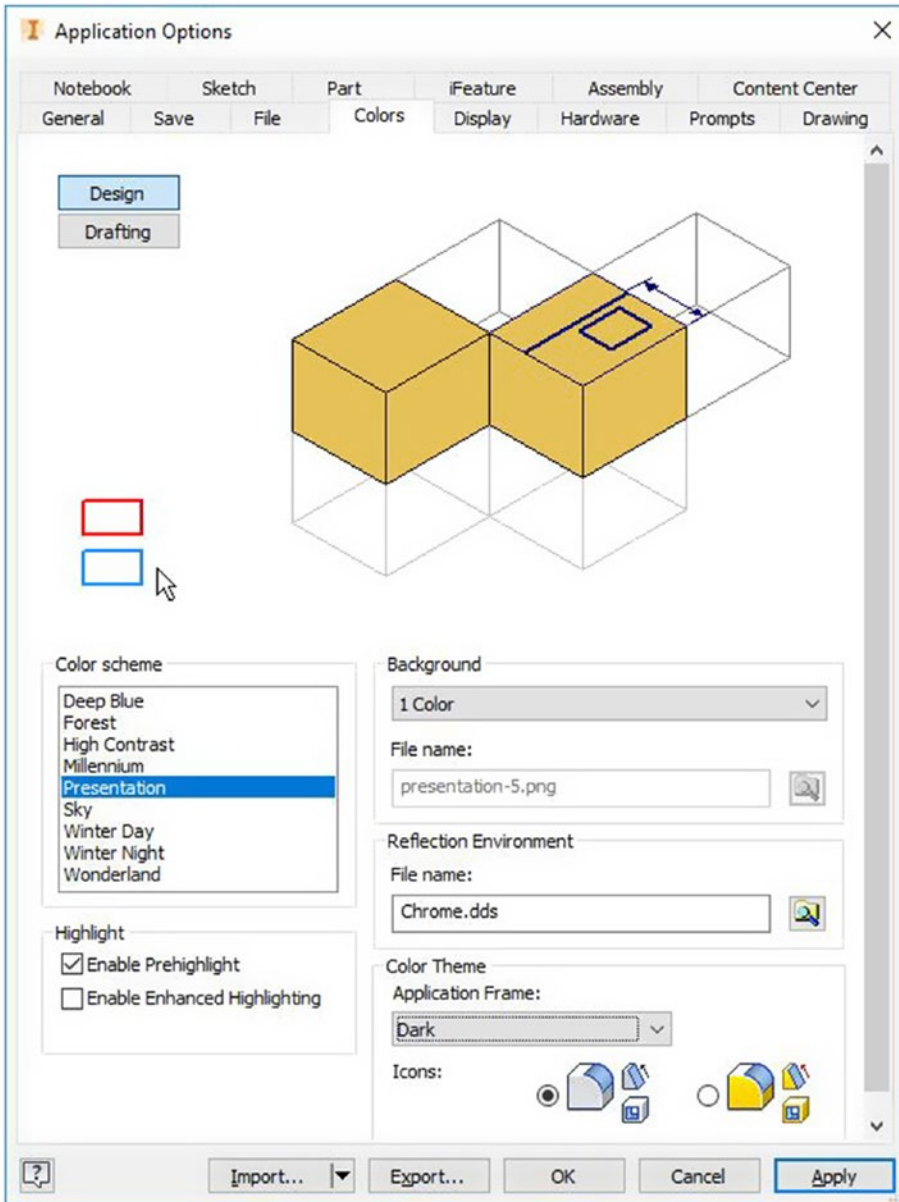 Application Options
Notebook Sketch Part iFeature Assembly Content Center
General Save File Colors Display Hardware Prompts Drawing
Design
Drafting
Color scheme
Deep Blue
Forest
High Contrast
Millennium
Presentation
Sky
Winter Day
Winter Night
Wonderland
Highlight
Enable Prehighlight
Enable Enhanced Highlighting
Background
1 Color
File name:
presentation-5.png
Reflection Environment
File name:
Chrome.dds
Color Theme
Application Frame:
Dark
Icons:
Import... Export... OK Cancel Apply